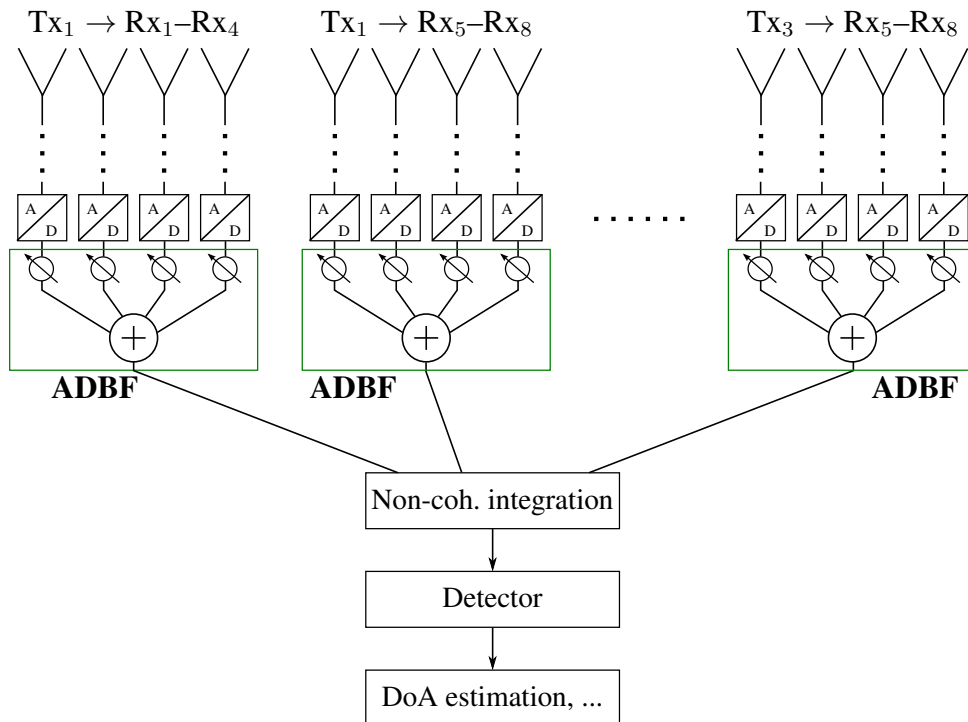 Tx₁ → Rx₁–Rx₄ Tx₁ → Rx₅–Rx₈ Tx₃ → Rx₅–Rx₈
A A A A A A A A A A A A
D D D D D D D D D D D D
+ + +
ADBF ADBF ADBF
Non-coh. integration
Detector
DoA estimation, ...